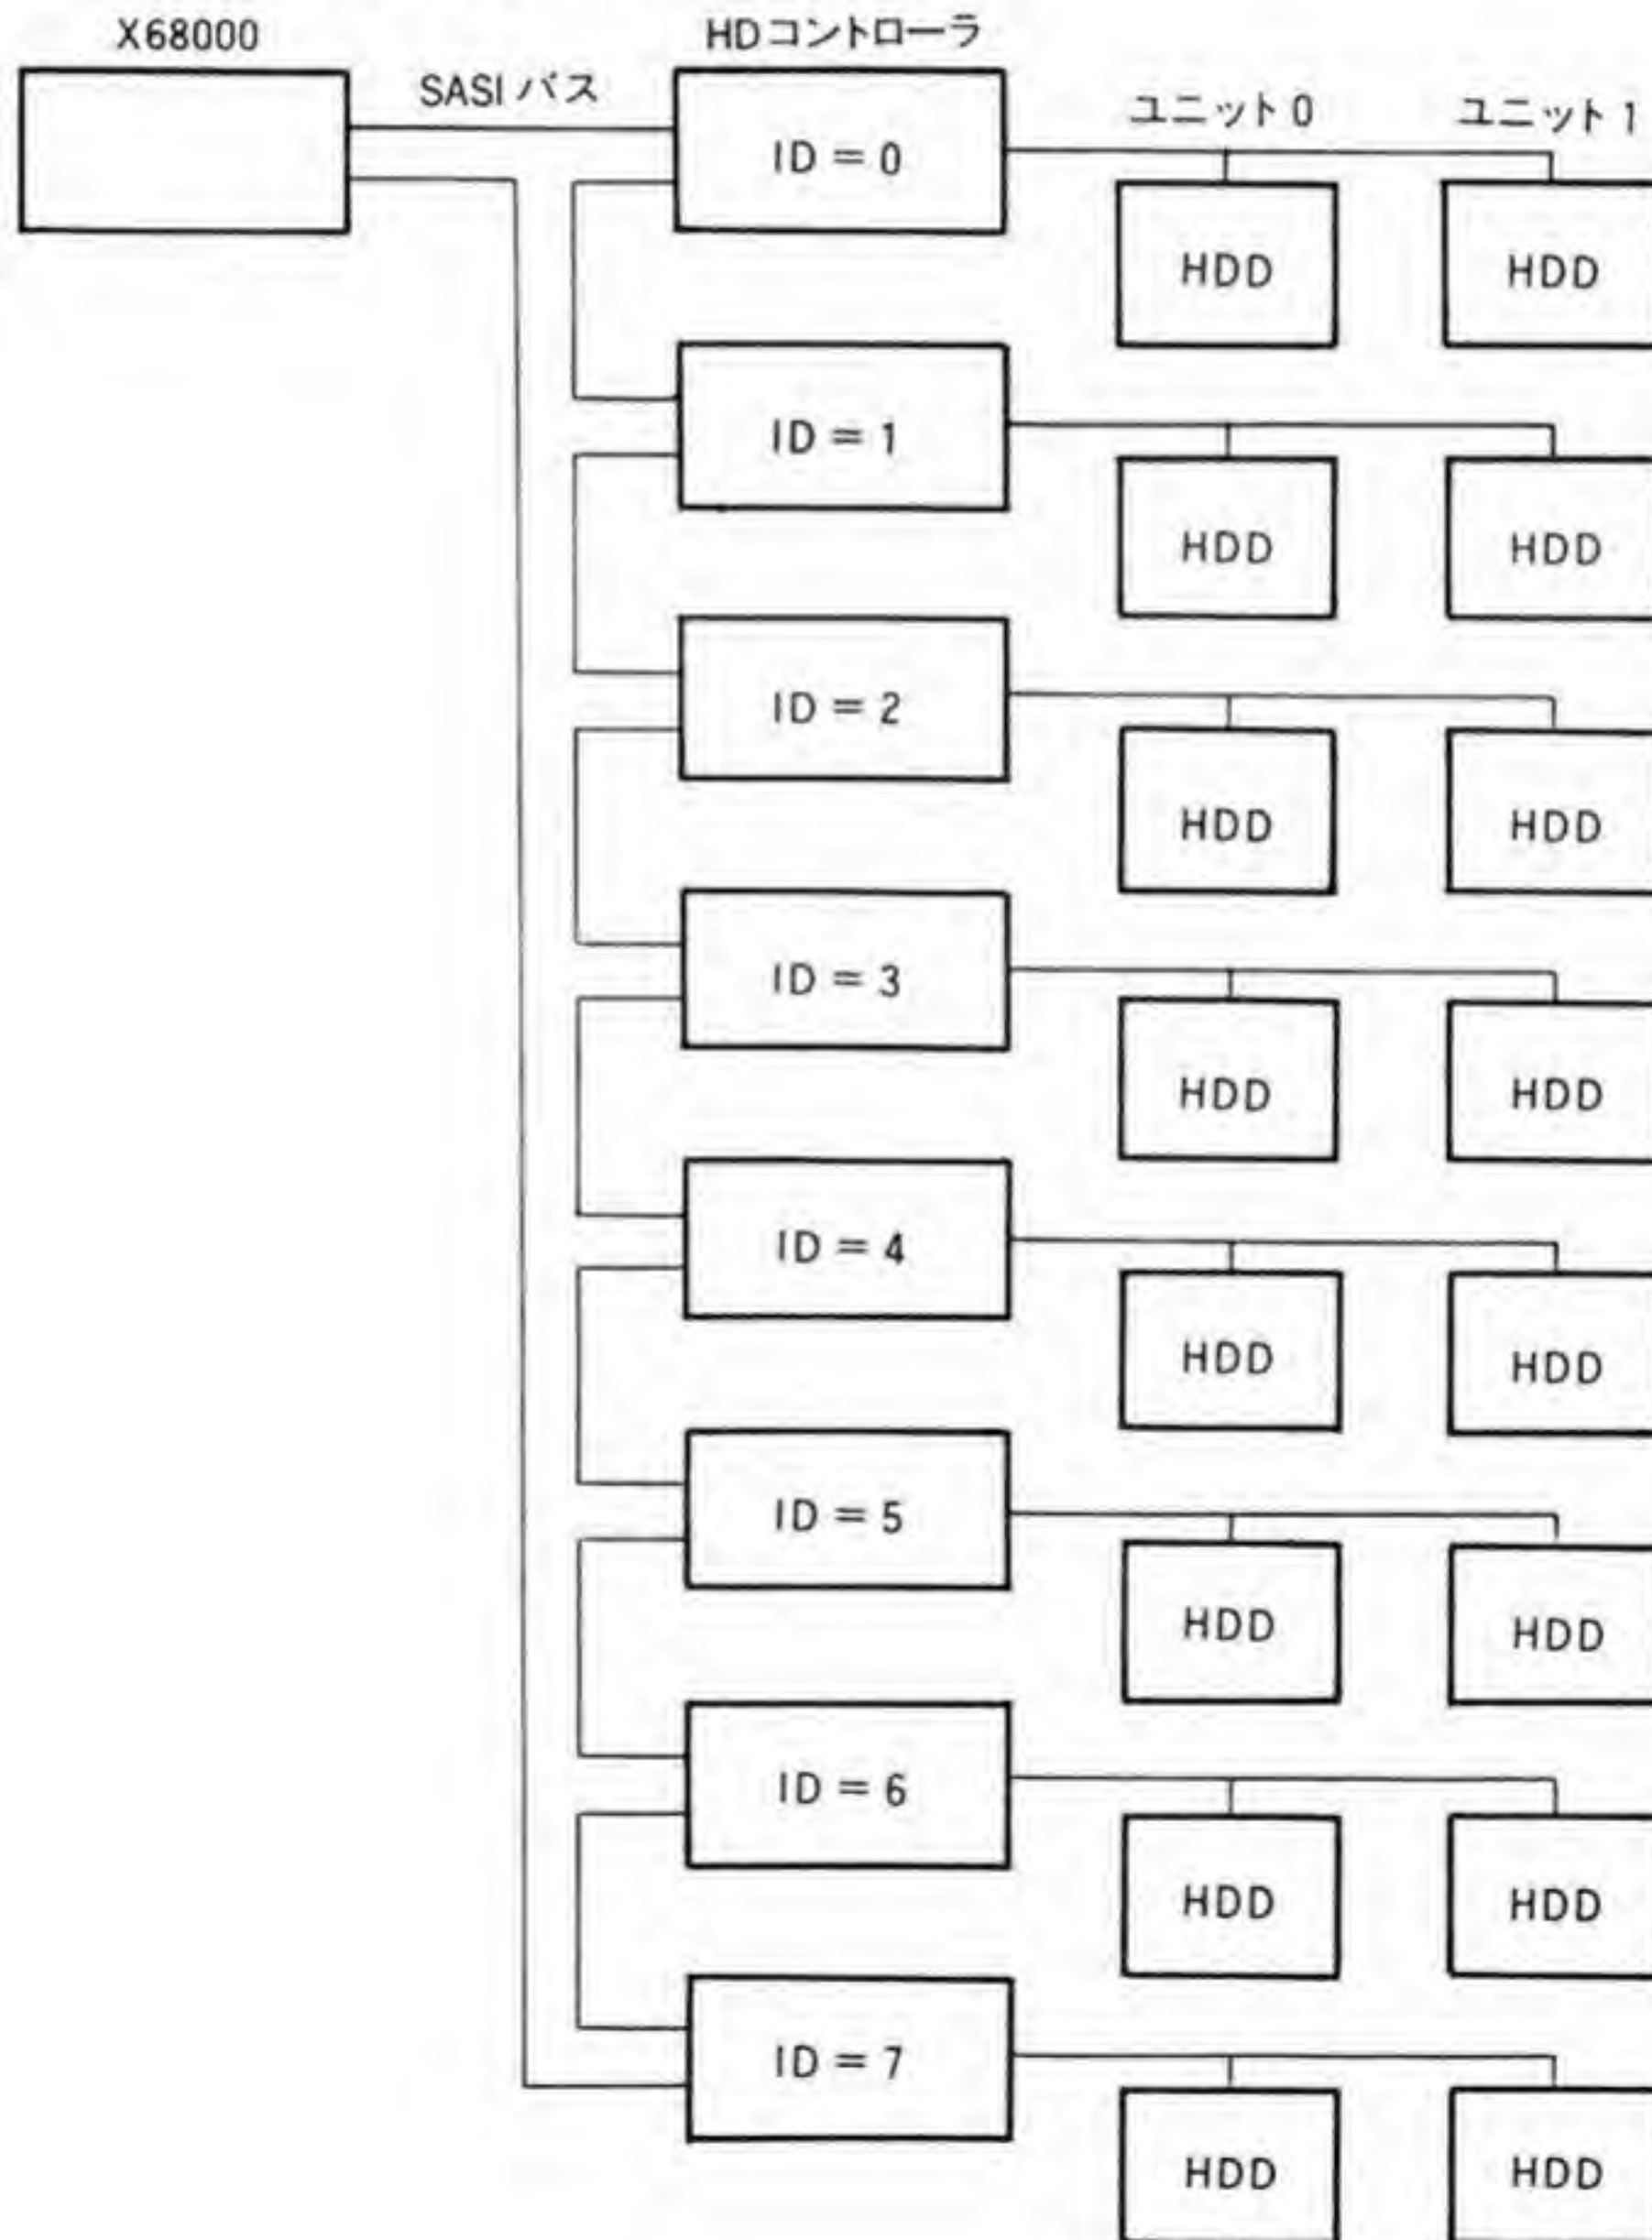 X68000
HDコントローラ
SASIバス
ユニット0
ユニット1
ID = 0
HDD
HDD
ID = 1
HDD
HDD
ID = 2
HDD
HDD
ID = 3
HDD
HDD
ID = 4
HDD
HDD
ID = 5
HDD
HDD
ID = 6
HDD
HDD
ID = 7
HDD
HDD